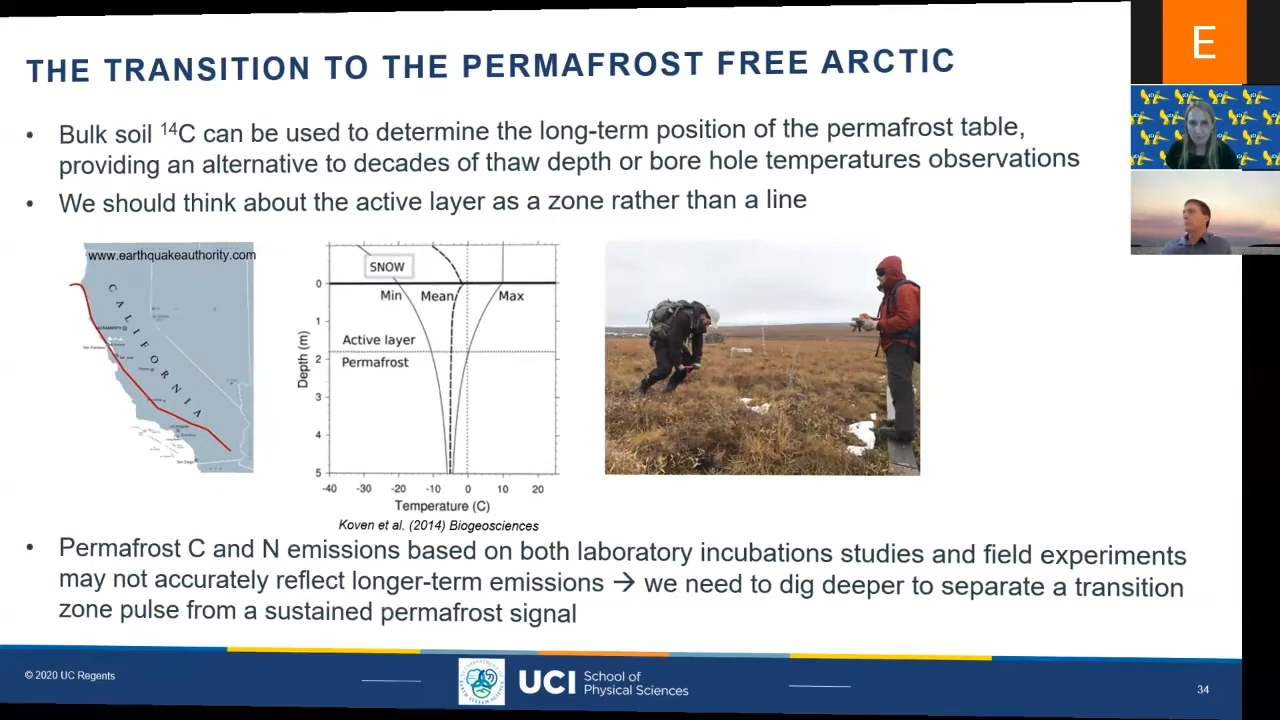 THE TRANSITION TO THE PERMAFROST FREE ARCTIC
E
• Bulk soil ¹⁴C can be used to determine the long-term position of the permafrost table,
providing an alternative to decades of thaw depth or bore hole temperatures observations
• We should think about the active layer as a zone rather than a line
www.earthquakeauthority.com
CALIFORNIA
SACRAMENTO
SNOW
Min Mean Max
Active layer
Permafrost
Depth (m)
0
1
2
3
4
5
-40 -30 -20 -10 0 10 20
Temperature (C)
Koven et al. (2014) Biogeosciences
• Permafrost C and N emissions based on both laboratory incubations studies and field experiments
may not accurately reflect longer-term emissions → we need to dig deeper to separate a transition
zone pulse from a sustained permafrost signal
© 2020 UC Regents
UCI School of
Physical Sciences
34